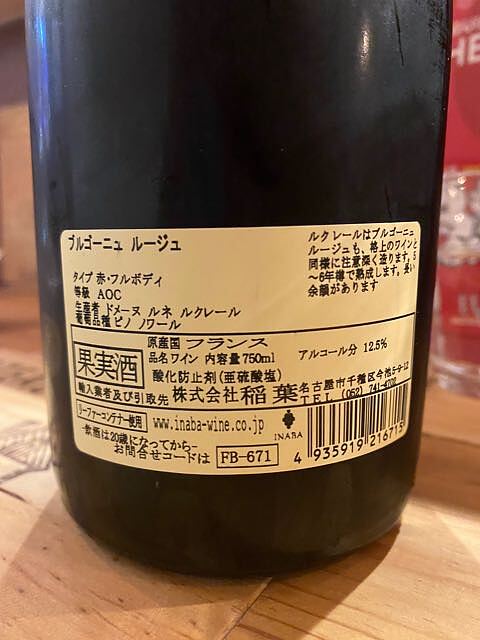 ブルゴーニュ ルージュ
タイプ 赤・フルボディ
等級 AOC
生産者 ドメーヌ ルネ ルクレール
葡萄品種 ピノ ノワール
ルクレールはブルゴーニュ
ルージュも、格上のワインと
同様に注意深く造ります。5
～6年樽で熟成します。長い
余韻があります
果実酒
原産国 フランス
品名 ワイン 内容量 750ml
アルコール分 12.5%
酸化防止剤(亜硫酸塩)
輸入業者及び引取先 株式会社 稲葉
名古屋市千種区今池5-9-12
TEL (052) 741-4702
リーファーコンテナー使用
www.inaba-wine.co.jp
INABA
-飲酒は20歳になってから-
お問合せコードは FB-671
4 935919 216715